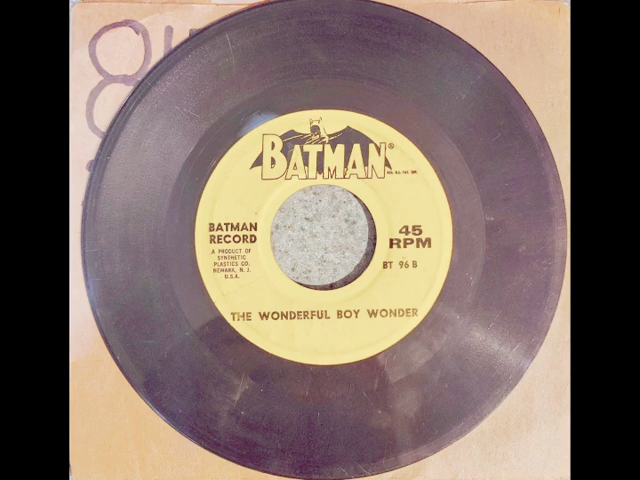 BATMAN®
BATMAN
RECORD
A PRODUCT OF
SYNTHETIC
PLASTICS CO.
NEWARK, N. J.
U.S.A.
45
RPM
BT 96 B
THE WONDERFUL BOY WONDER